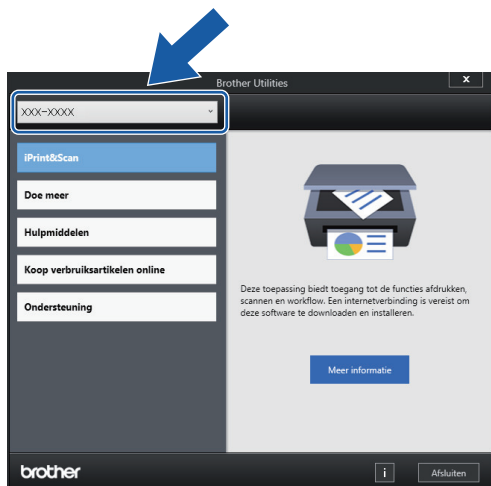 Brother Utilities
x
XXX-XXXX
iPrint&Scan
Doe meer
Hulpmiddelen
Koop verbruiksartikelen online
Ondersteuning
Deze toepassing biedt toegang tot de functies afdrukken,
scannen en workflow. Een internetverbinding is vereist om
deze software te downloaden en installeren.
Meer informatie
brother
i
Afsluiten